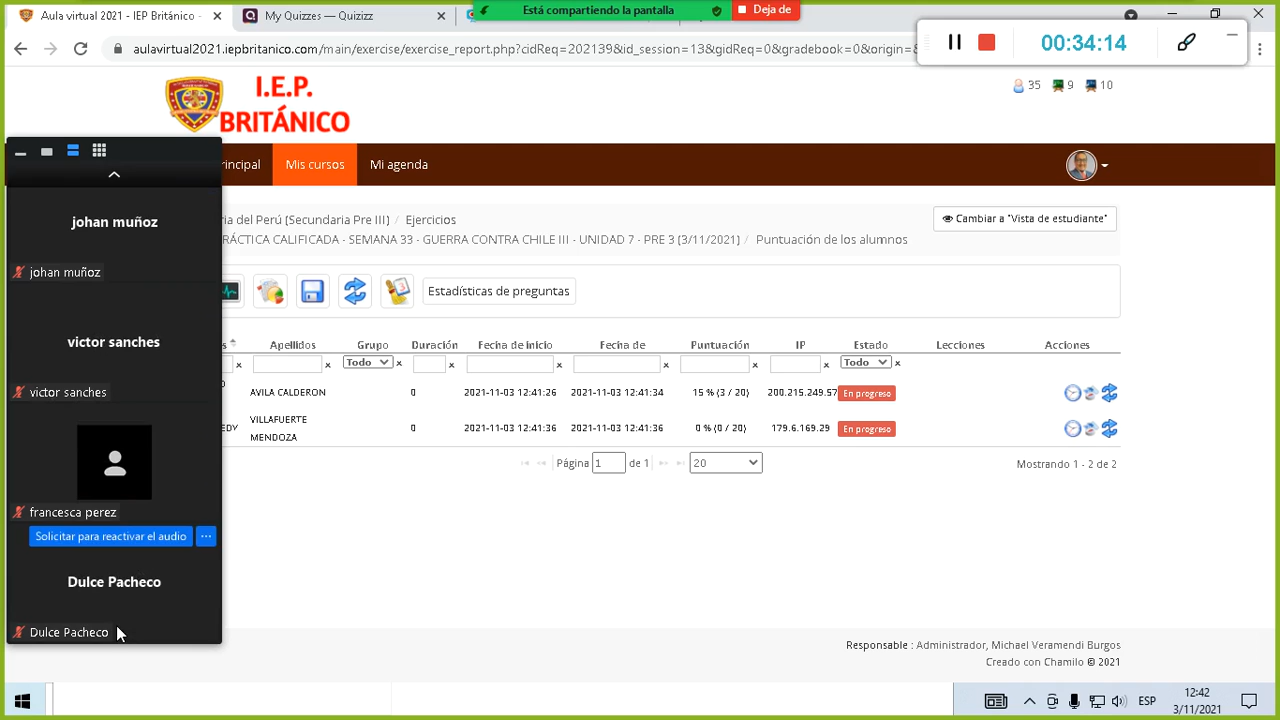 Aula virtual 2021 - IEP Británico
My Quizzes — Quizizz
Está compartiendo la pantalla
Deja de
aulavirtual2021.iepbritanico.com/main/exercise/exercise_report.php?cidReq=202139&id_session=13&gidReq=0&gradebook=0&origin=
00:34:14
I.E.P.
BRITÁNICO
35 9 10
rincipal Mis cursos Mi agenda
ria del Perú (Secundaria Pre III) / Ejercicios
Cambiar a "Vista de estudiante"
RÁCTICA CALIFICADA - SEMANA 33 - GUERRA CONTRA CHILE III - UNIDAD 7 - PRE 3 (3/11/2021) / Puntuación de los alumnos
Estadísticas de preguntas
s Apellidos Grupo Duración Fecha de inicio Fecha de Puntuación IP Estado Lecciones Acciones
x x Todo x x x x x x Todo x
O AVILA CALDERON 0 2021-11-03 12:41:26 2021-11-03 12:41:34 15 % (3 / 20) 200.215.249.57 En progreso
EDY VILLAFUERTE MENDOZA 0 2021-11-03 12:41:36 2021-11-03 12:41:36 0 % (0 / 20) 179.6.169.29 En progreso
Página 1 de 1 20 Mostrando 1 - 2 de 2
johan muñoz
johan muñoz
victor sanches
victor sanches
francesca perez
Solicitar para reactivar el audio ...
Dulce Pacheco
Dulce Pacheco
Responsable : Administrador, Michael Veramendi Burgos
Creado con Chamilo © 2021
ESP
12:42
3/11/2021